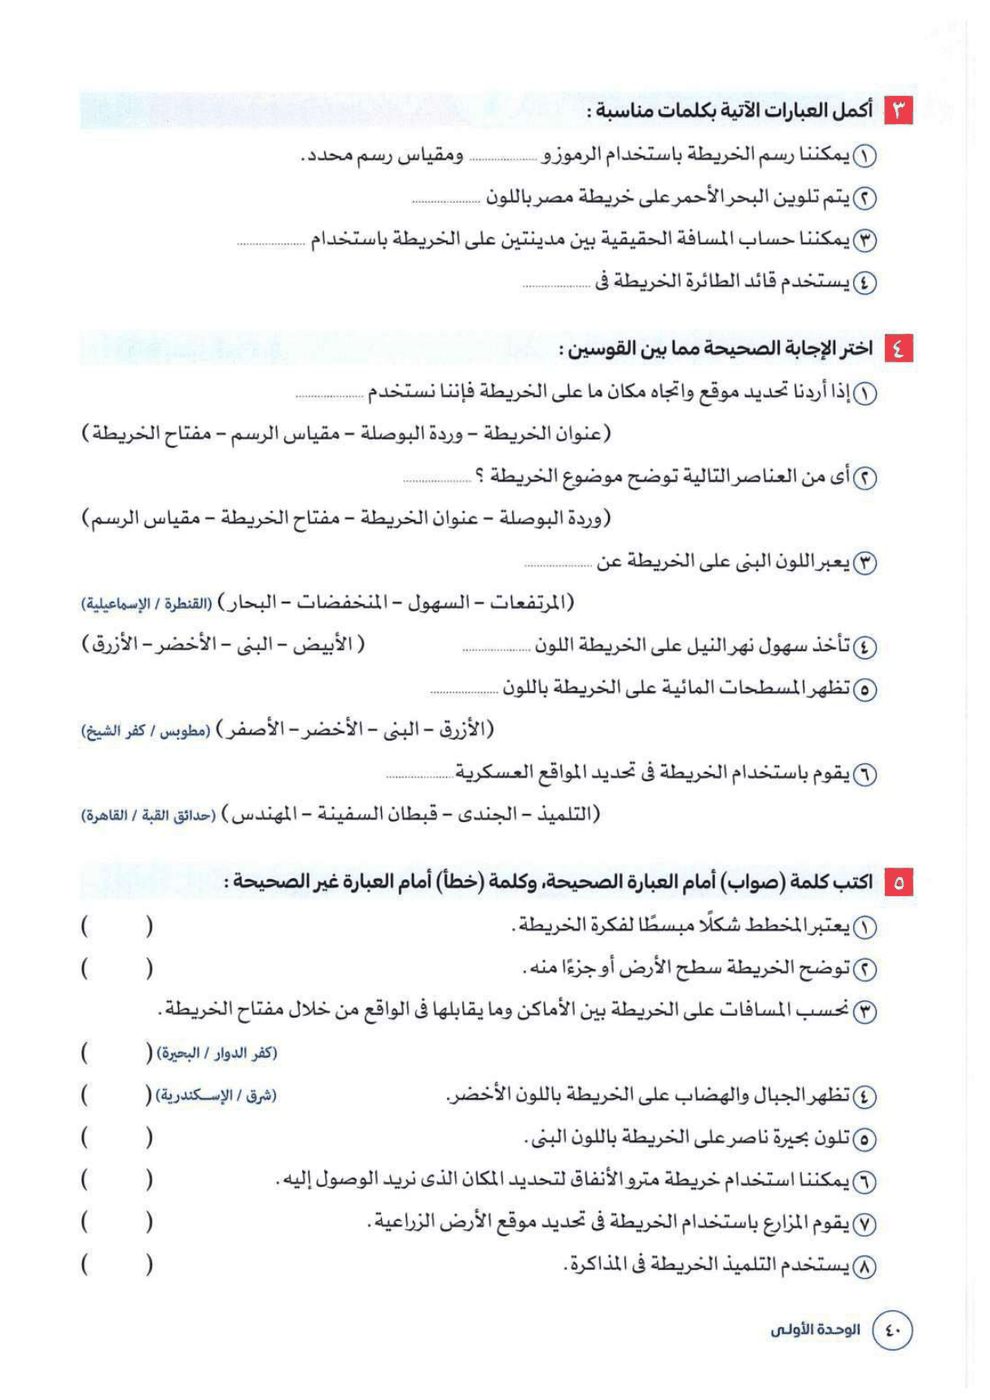 ٣ أكمل العبارات الآتية بكلمات مناسبة :
١ يمكننا رسم الخريطة باستخدام الرموز و .................... ومقياس رسم محدد.
٢ يتم تلوين البحر الأحمر على خريطة مصر باللون ....................
٣ يمكننا حساب المسافة الحقيقية بين مدينتين على الخريطة باستخدام ....................
٤ يستخدم قائد الطائرة الخريطة فى ....................
٤ اختر الإجابة الصحيحة مما بين القوسين :
١ إذا أردنا تحديد موقع واتجاه مكان ما على الخريطة فإننا نستخدم ....................
(عنوان الخريطة - وردة البوصلة - مقياس الرسم - مفتاح الخريطة)
٢ أى من العناصر التالية توضح موضوع الخريطة ؟ ....................
(وردة البوصلة - عنوان الخريطة - مفتاح الخريطة - مقياس الرسم)
٣ يعبر اللون البنى على الخريطة عن ....................
(المرتفعات - السهول - المنخفضات - البحار) (القنطرة / الإسماعيلية)
٤ تأخذ سهول نهر النيل على الخريطة اللون .................... (الأبيض - البنى - الأخضر - الأزرق)
٥ تظهر المسطحات المائية على الخريطة باللون ....................
(الأزرق - البنى - الأخضر - الأصفر) (مطوبس / كفر الشيخ)
٦ يقوم باستخدام الخريطة فى تحديد المواقع العسكرية ....................
(التلميذ - الجندى - قبطان السفينة - المهندس) (حدائق القبة / القاهرة)
٥ اكتب كلمة (صواب) أمام العبارة الصحيحة، وكلمة (خطأ) أمام العبارة غير الصحيحة :
١ يعتبر المخطط شكلًا مبسطًا لفكرة الخريطة. (        )
٢ توضح الخريطة سطح الأرض أو جزءًا منه. (        )
٣ نحسب المسافات على الخريطة بين الأماكن وما يقابلها فى الواقع من خلال مفتاح الخريطة.
(كفر الدوار / البحيرة) (        )
٤ تظهر الجبال والهضاب على الخريطة باللون الأخضر. (شرق / الإسكندرية) (        )
٥ تلون بحيرة ناصر على الخريطة باللون البنى. (        )
٦ يمكننا استخدام خريطة مترو الأنفاق لتحديد المكان الذى نريد الوصول إليه. (        )
٧ يقوم المزارع باستخدام الخريطة فى تحديد موقع الأرض الزراعية. (        )
٨ يستخدم التلميذ الخريطة فى المذاكرة. (        )
٤٠ الوحدة الأولى